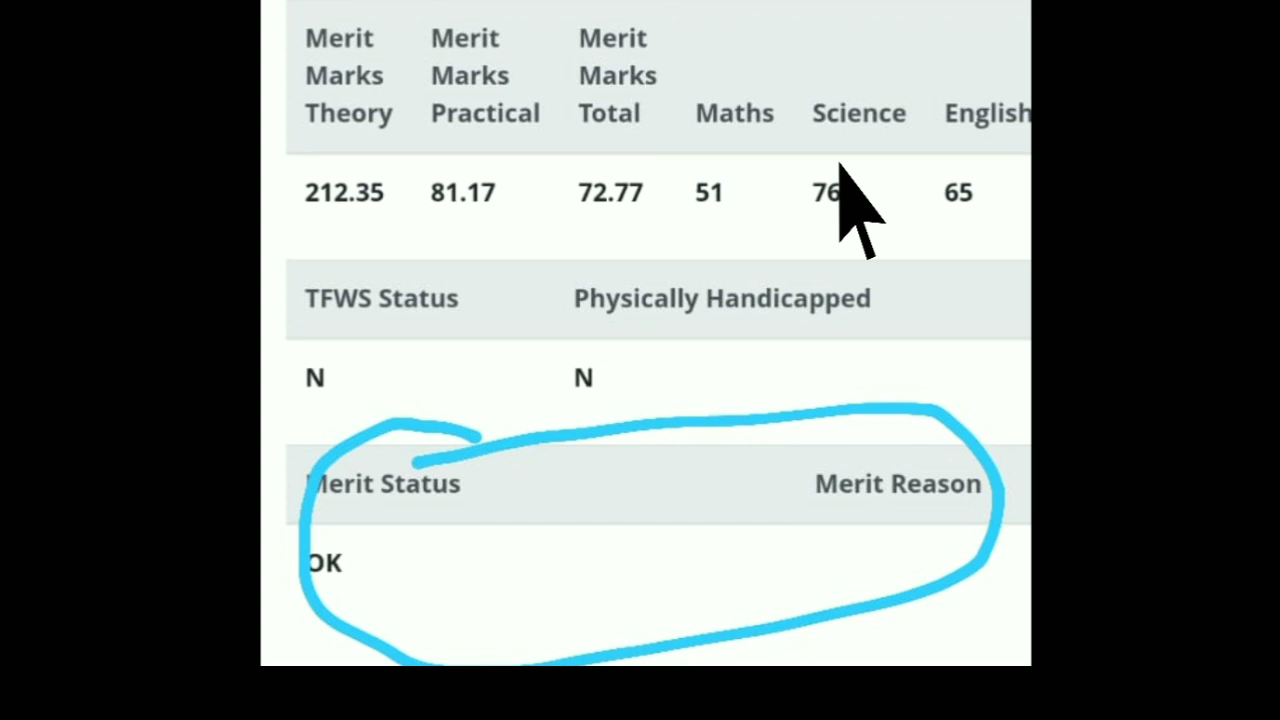 Merit Marks Theory Merit Marks Practical Merit Marks Total Maths Science English
212.35 81.17 72.77 51 76 65
TFWS Status Physically Handicapped
N N
Merit Status Merit Reason
OK